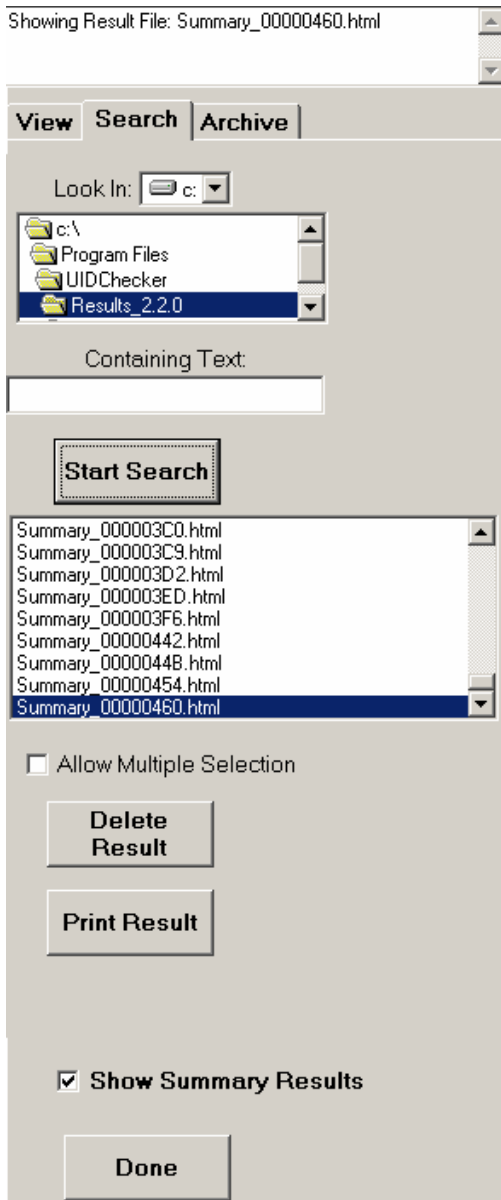 Showing Result File: Summary_00000460.html
View Search Archive
Look In: c:
c:\
Program Files
UIDChecker
Results_2.2.0
Containing Text:
Start Search
Summary_000003C0.html
Summary_000003C9.html
Summary_000003D2.html
Summary_000003ED.html
Summary_000003F6.html
Summary_00000442.html
Summary_0000044B.html
Summary_00000454.html
Summary_00000460.html
Allow Multiple Selection
Delete
Result
Print Result
Show Summary Results
Done